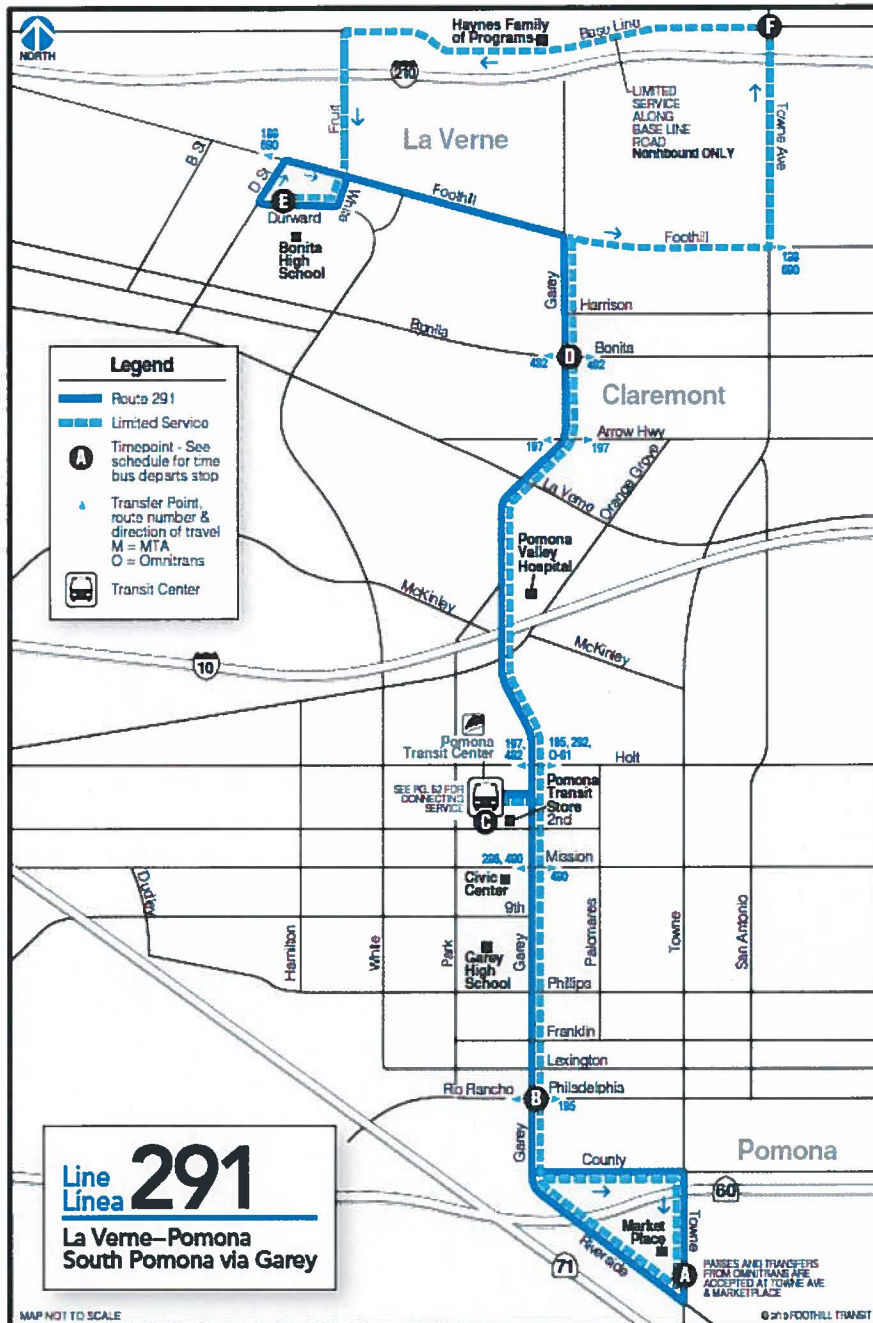 NORTH
Haynes Family
of Programs
Base Line
F
210
Fruit
La Verne
LIMITED
SERVICE
ALONG
BASE LINE
ROAD
Northbound ONLY
Towne Ave
B St
D St
E
Durward
White
Foothill
Foothill
Bonita
High
School
Garey
Harrison
Bonita
D
Bonita
492
492
Claremont
Legend
Route 291
Limited Service
A
Timepoint - See
schedule for time
bus departs stop
Transfer Point,
route number &
direction of travel
M = MTA
O = Omnitrans
Transit Center
Arrow Hwy
197
197
La Verne
Orange Grove
Pomona
Valley
Hospital
McKinley
McKinley
10
Pomona
Transit Center
197,
492
195, 292,
O-61
Holt
SEE PG. 52 FOR
CONNECTING
SERVICE
C
Pomona
Transit
Store
2nd
Mission
Civic
Center
9th
Dudley
Hamilton
White
Park
Garey
Palomares
Towne
San Antonio
Garey
High
School
Phillips
Franklin
Lexington
Rio Rancho
B
Philadelphia
195
Garey
County
Pomona
60
Towne
Market
Place
Riverside
A
71
PASSES AND TRANSFERS
FROM OMNITRANS ARE
ACCEPTED AT TOWNE AVE
& MARKETPLACE
Line
Línea
291
La Verne–Pomona
South Pomona via Garey
MAP NOT TO SCALE
FOOTHILL TRANSIT